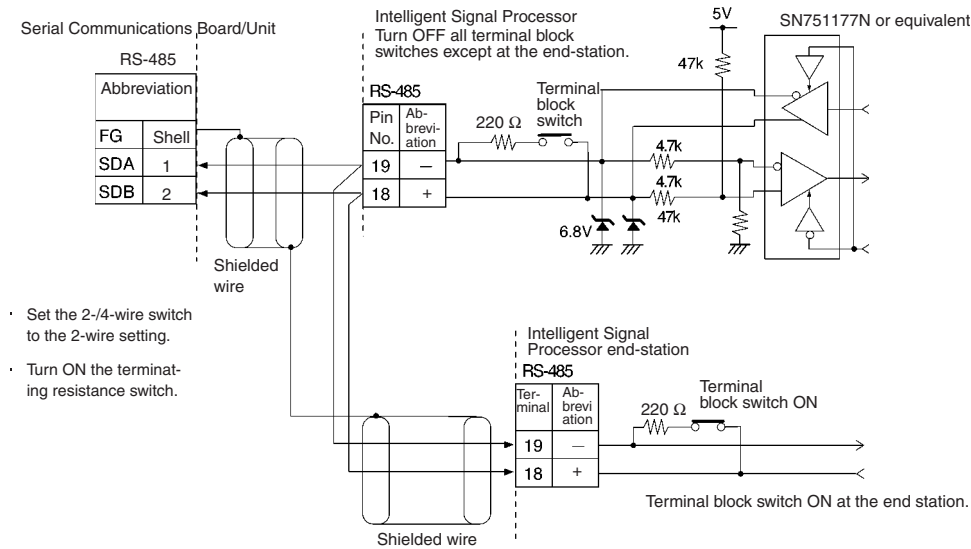 Serial Communications Board/Unit
RS-485
Abbreviation
FG Shell
SDA 1
SDB 2
Shielded
wire
· Set the 2-/4-wire switch
to the 2-wire setting.
· Turn ON the terminat-
ing resistance switch.
Intelligent Signal Processor
Turn OFF all terminal block
switches except at the end-station.
RS-485
Pin
No.
Ab-
brevi-
ation
19 −
18 +
220 Ω
Terminal
block
switch
5V
47k
4.7k
4.7k
47k
6.8V
SN751177N or equivalent
Intelligent Signal
Processor end-station
RS-485
Ter-
minal
Ab-
brevi
ation
19 −
18 +
220 Ω
Terminal
block switch ON
Terminal block switch ON at the end station.
Shielded wire